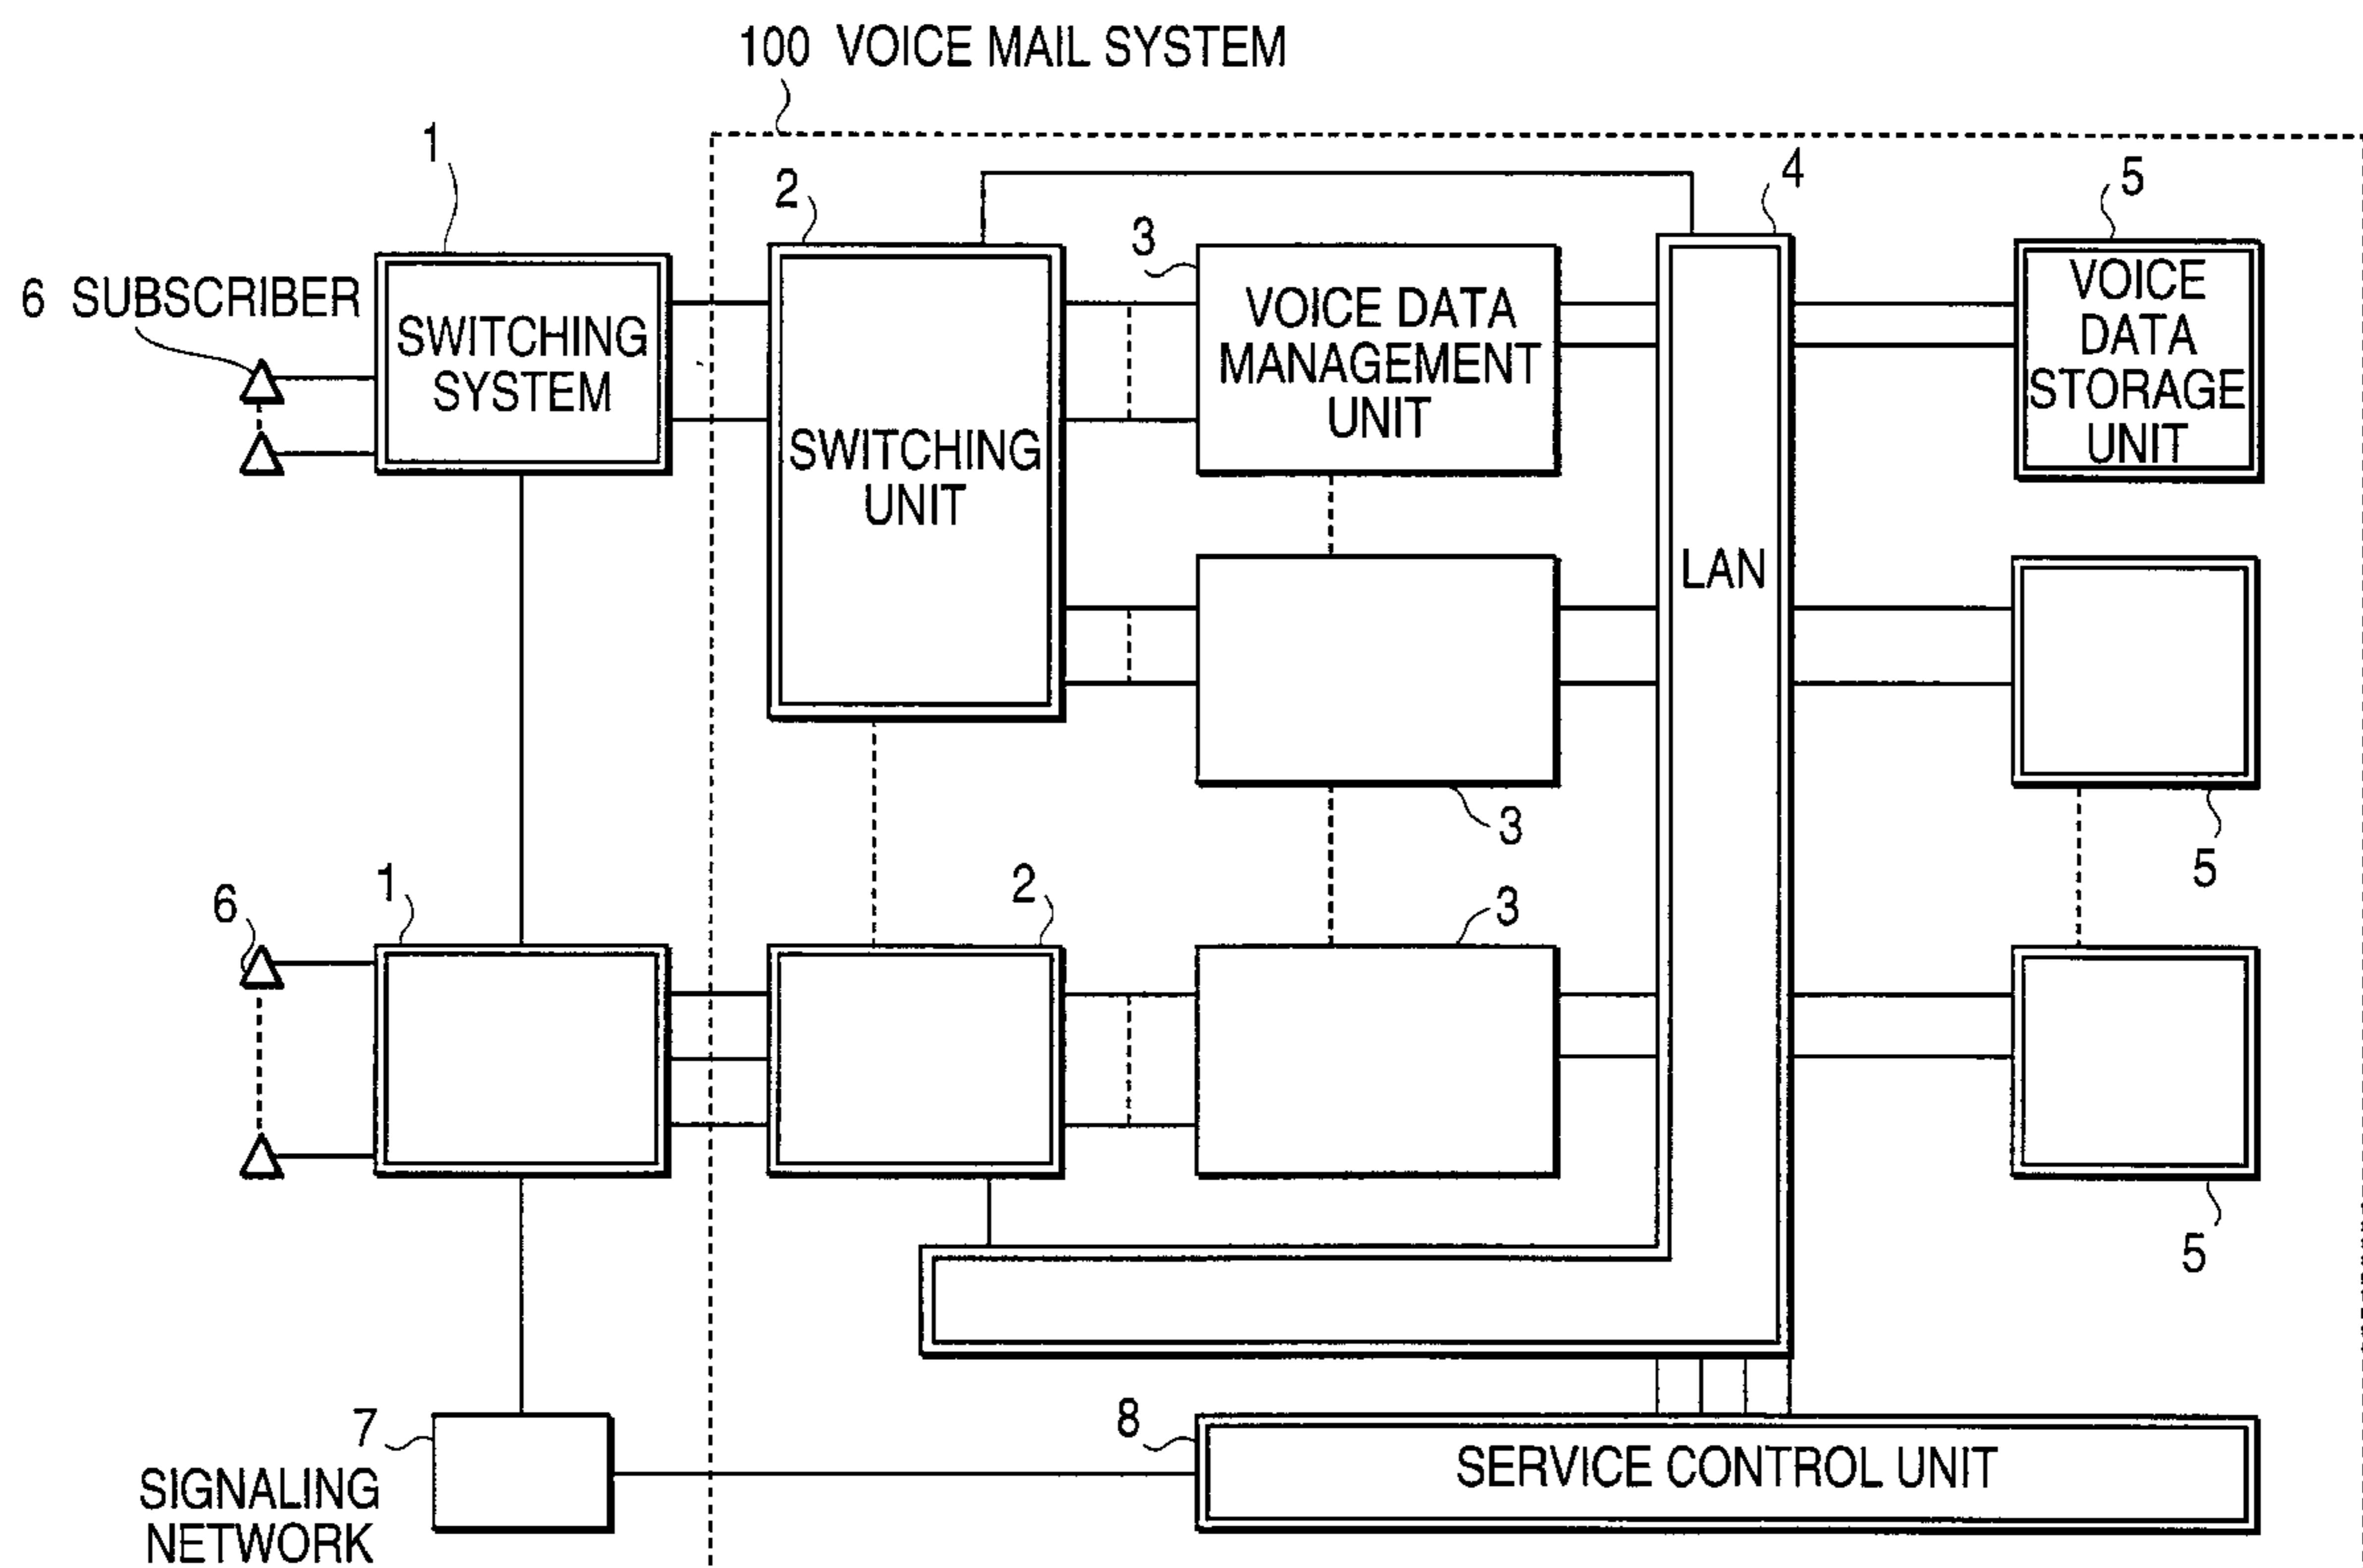 100 VOICE MAIL SYSTEM
1
2
3
4
5
6 SUBSCRIBER
SWITCHING
SYSTEM
SWITCHING
UNIT
VOICE DATA
MANAGEMENT
UNIT
VOICE
DATA
STORAGE
UNIT
LAN
3
5
6
1
2
3
5
7
8
SIGNALING
NETWORK
SERVICE CONTROL UNIT